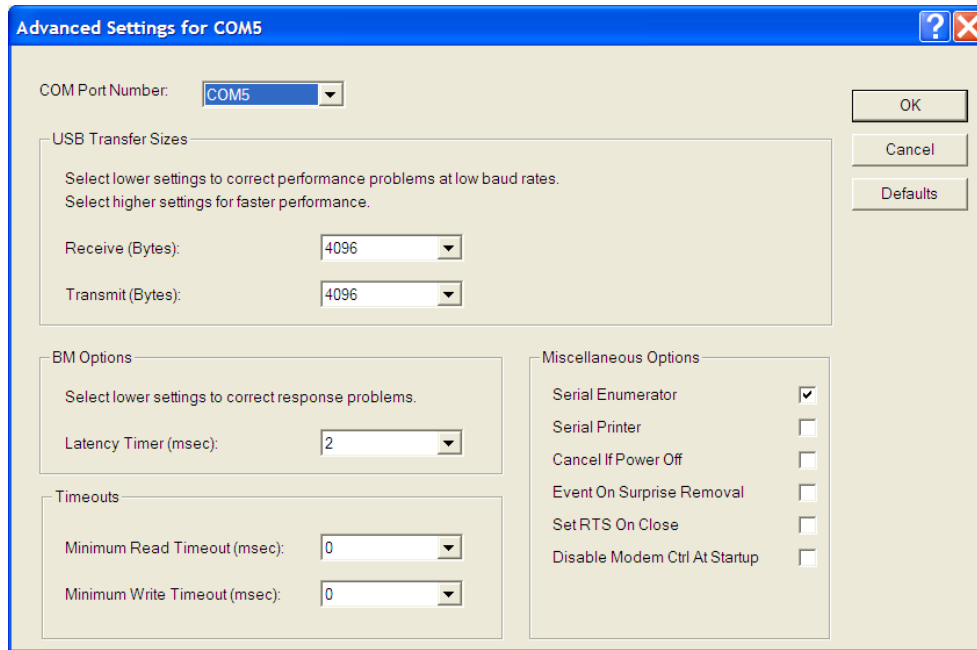 Advanced Settings for COM5
COM Port Number: COM5
OK
Cancel
Defaults
USB Transfer Sizes
Select lower settings to correct performance problems at low baud rates.
Select higher settings for faster performance.
Receive (Bytes): 4096
Transmit (Bytes): 4096
BM Options
Select lower settings to correct response problems.
Latency Timer (msec): 2
Timeouts
Minimum Read Timeout (msec): 0
Minimum Write Timeout (msec): 0
Miscellaneous Options
Serial Enumerator
Serial Printer
Cancel If Power Off
Event On Surprise Removal
Set RTS On Close
Disable Modem Ctrl At Startup